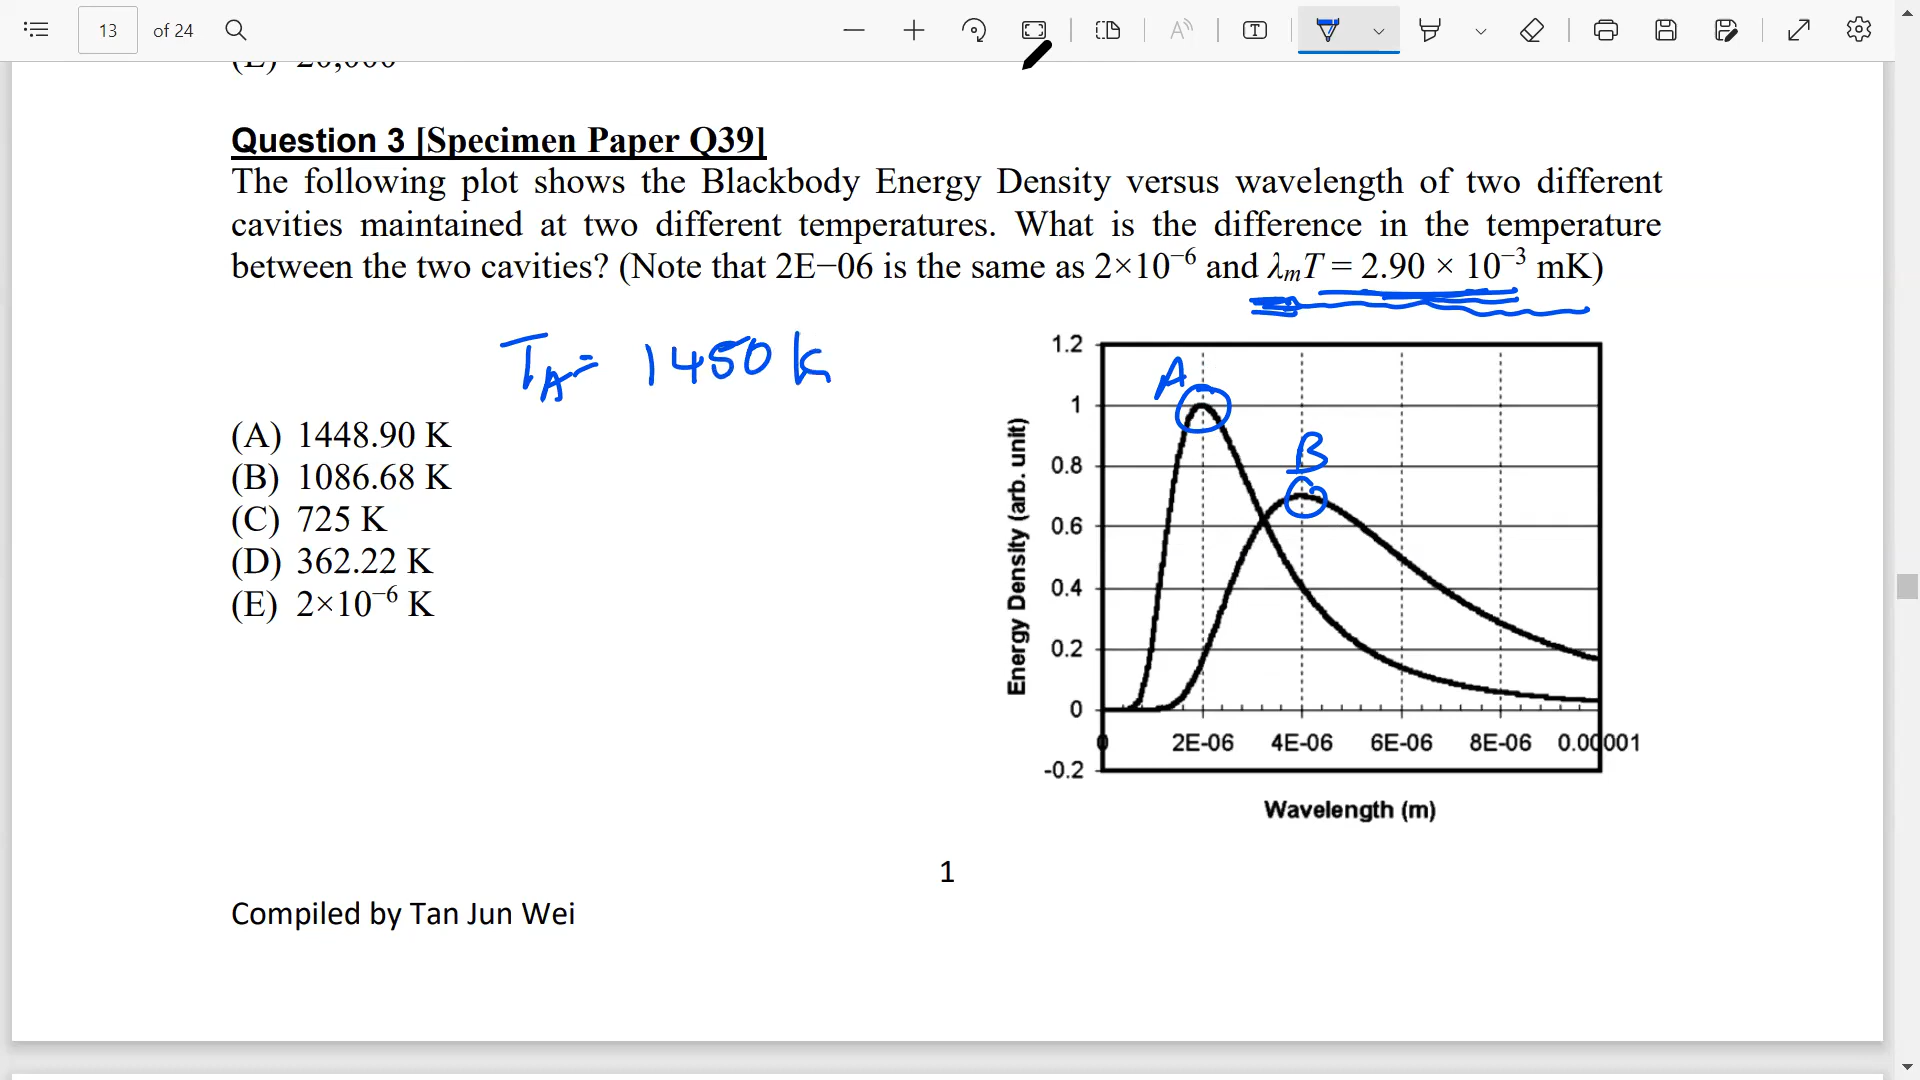 13 of 24
(E) 20,000
Question 3 [Specimen Paper Q39]
The following plot shows the Blackbody Energy Density versus wavelength of two different
cavities maintained at two different temperatures. What is the difference in the temperature
between the two cavities? (Note that 2E−06 is the same as 2×10⁻⁶ and λₘT = 2.90 × 10⁻³ mK)
T_A = 1450 K
(A) 1448.90 K
(B) 1086.68 K
(C) 725 K
(D) 362.22 K
(E) 2×10⁻⁶ K
A
B
Energy Density (arb. unit)
1.2
1
0.8
0.6
0.4
0.2
0
-0.2
0 2E-06 4E-06 6E-06 8E-06 0.00001
Wavelength (m)
1
Compiled by Tan Jun Wei